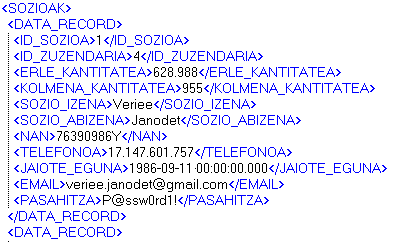 <SOZIOAK>
<DATA_RECORD>
<ID_SOZIOA>1</ID_SOZIOA>
<ID_ZUZENDARIA>4</ID_ZUZENDARIA>
<ERLE_KANTITATEA>628.988</ERLE_KANTITATEA>
<KOLMENA_KANTITATEA>955</KOLMENA_KANTITATEA>
<SOZIO_IZENA>Veriee</SOZIO_IZENA>
<SOZIO_ABIZENA>Janodet</SOZIO_ABIZENA>
<NAN>76390986Y</NAN>
<TELEFONOA>17.147.601.757</TELEFONOA>
<JAIOTE_EGUNA>1986-09-11 00:00:00.000</JAIOTE_EGUNA>
<EMAIL>veriee.janodet@gmail.com</EMAIL>
<PASAHITZA>P@ssw0rd1!</PASAHITZA>
</DATA_RECORD>
<DATA_RECORD>